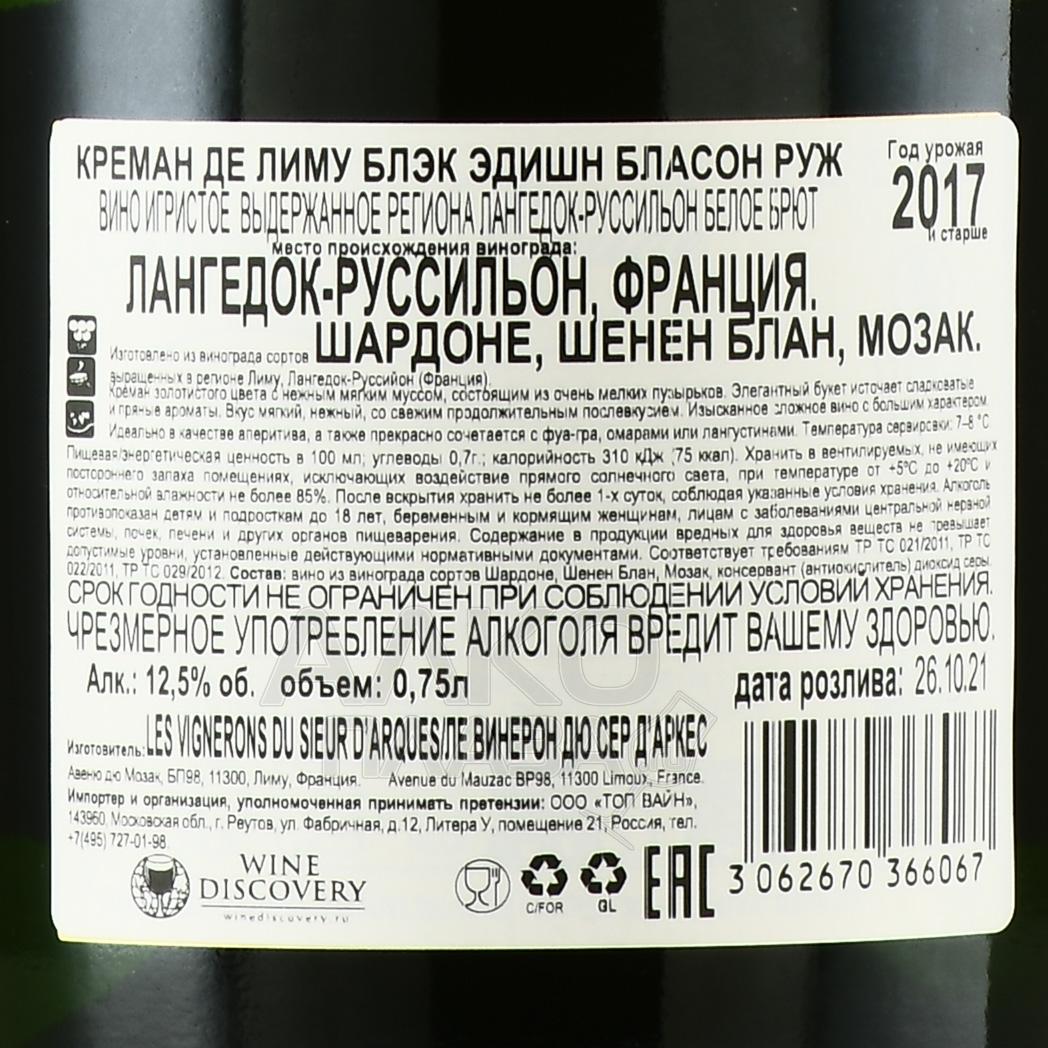 КРЕМАН ДЕ ЛИМУ БЛЭК ЭДИШН БЛАСОН РУЖ
Год урожая
2017
и старше
ВИНО ИГРИСТОЕ ВЫДЕРЖАННОЕ РЕГИОНА ЛАНГЕДОК-РУССИЛЬОН БЕЛОЕ БРЮТ
место происхождения винограда:
ЛАНГЕДОК-РУССИЛЬОН, ФРАНЦИЯ.
Изготовлено из винограда сортов ШАРДОНЕ, ШЕНЕН БЛАН, МОЗАК.
выращенных в регионе Лиму, Лангедок-Руссийон (Франция).
Креман золотистого цвета с нежным мягким муссом, состоящим из очень мелких пузырьков. Элегантный букет источает сладковатые
и пряные ароматы. Вкус мягкий, нежный, со свежим продолжительным послевкусием. Изысканное сложное вино с большим характером.
Идеально в качестве аперитива, а также прекрасно сочетается с фуа-гра, омарами или лангустинами. Температура сервировки: 7–8 °С
Пищевая/энергетическая ценность в 100 мл; углеводы 0,7г.; калорийность 310 кДж (75 ккал). Хранить в вентилируемых, не имеющих
постороннего запаха помещениях, исключающих воздействие прямого солнечного света, при температуре от +5°С до +20°С и
относительной влажности не более 85%. После вскрытия хранить не более 1-х суток, соблюдая указанные условия хранения. Алкоголь
противопоказан детям и подросткам до 18 лет, беременным и кормящим женщинам, лицам с заболеваниями центральной нервной
системы, почек, печени и других органов пищеварения. Содержание в продукции вредных для здоровья веществ не превышает
допустимые уровни, установленные действующими нормативными документами. Соответствует требованиям ТР ТС 021/2011, ТР ТС
022/2011, ТР ТС 029/2012. Состав: вино из винограда сортов Шардоне, Шенен Блан, Мозак, консервант (антиокислитель) диоксид серы.
СРОК ГОДНОСТИ НЕ ОГРАНИЧЕН ПРИ СОБЛЮДЕНИИ УСЛОВИЙ ХРАНЕНИЯ.
ЧРЕЗМЕРНОЕ УПОТРЕБЛЕНИЕ АЛКОГОЛЯ ВРЕДИТ ВАШЕМУ ЗДОРОВЬЮ.
Алк.: 12,5% об. объем: 0,75л
дата розлива: 26.10.21
Изготовитель: LES VIGNERONS DU SIEUR D'ARQUES/ЛЕ ВИНЕРОН ДЮ СЕР Д'АРКЕС
Авеню дю Мозак, БП98, 11300, Лиму, Франция. Avenue du Mauzac BP98, 11300 Limoux, France.
Импортер и организация, уполномоченная принимать претензии: ООО «ТОП ВАЙН»,
143960, Московская обл., г. Реутов, ул. Фабричная, д.12, Литера У, помещение 21, Россия, тел.
+7(495) 727-01-98.
WINE
DISCOVERY
winediscovery.ru
C/FOR
GL
EAC
3 062670 366067
АЛКО
ПЛАЗА